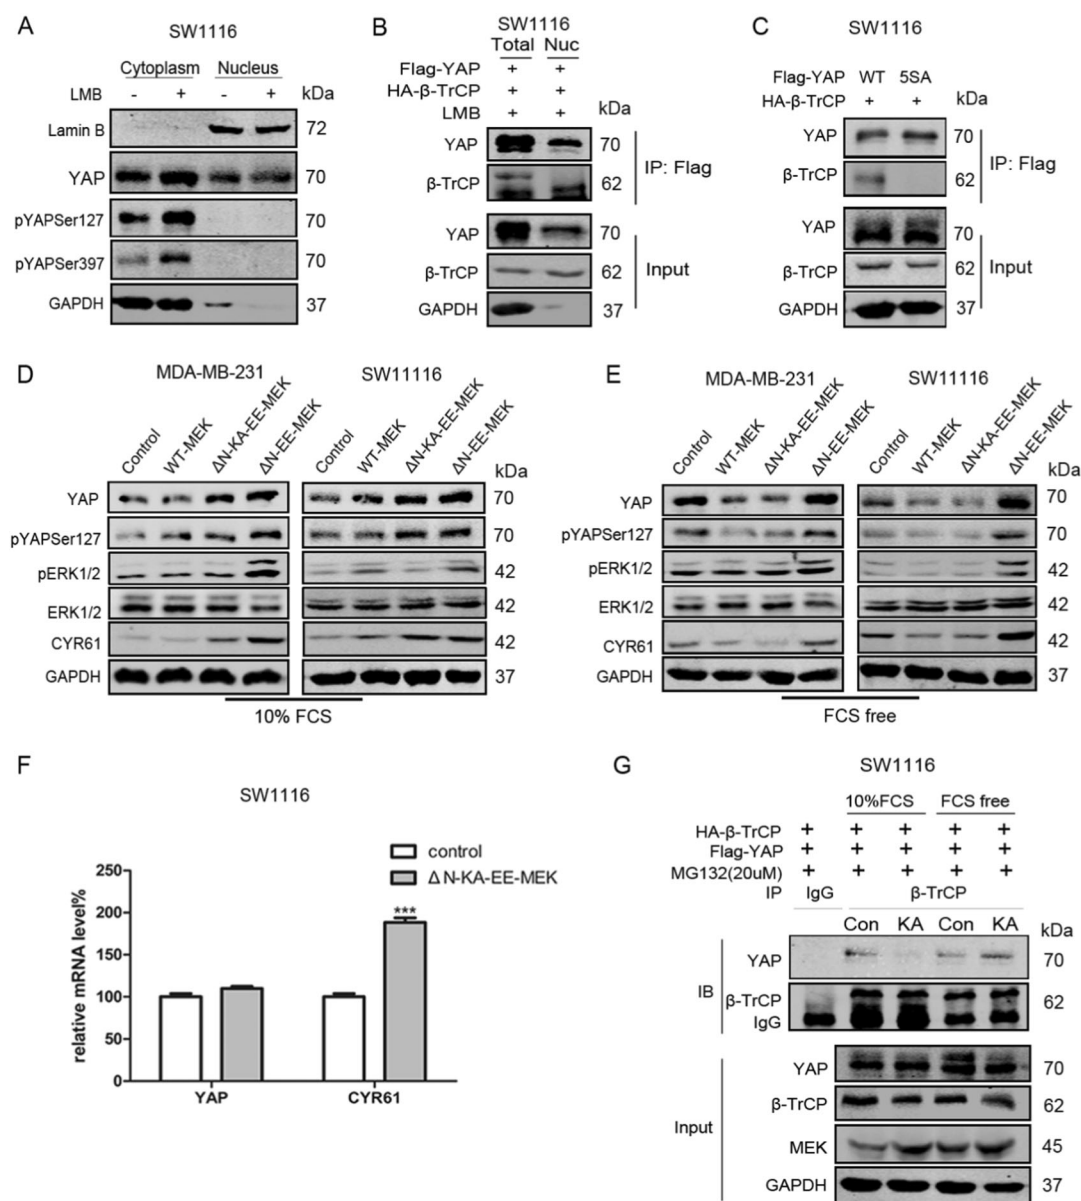 A
SW1116
Cytoplasm Nucleus
LMB - + - + kDa
Lamin B 72
YAP 70
pYAPSer127 70
pYAPSer397 70
GAPDH 37
B
SW1116
Total Nuc
Flag-YAP + +
HA-β-TrCP + +
LMB + + kDa
YAP 70
β-TrCP 62
IP: Flag
YAP 70
β-TrCP 62
GAPDH 37
Input
C
SW1116
Flag-YAP WT 5SA
HA-β-TrCP + + kDa
YAP 70
β-TrCP 62
IP: Flag
YAP 70
β-TrCP 62
GAPDH 37
Input
D
MDA-MB-231 SW11116
Control WT-MEK ΔN-KA-EE-MEK ΔN-EE-MEK Control WT-MEK ΔN-KA-EE-MEK ΔN-EE-MEK
kDa
YAP 70
pYAPSer127 70
pERK1/2 42
ERK1/2 42
CYR61 42
GAPDH 37
10% FCS
E
MDA-MB-231 SW11116
Control WT-MEK ΔN-KA-EE-MEK ΔN-EE-MEK Control WT-MEK ΔN-KA-EE-MEK ΔN-EE-MEK
kDa
YAP 70
pYAPSer127 70
pERK1/2 42
ERK1/2 42
CYR61 42
GAPDH 37
FCS free
F
SW1116
control
ΔN-KA-EE-MEK
relative mRNA level%
250
200
150
100
50
0
***
YAP CYR61
G
SW1116
10%FCS FCS free
HA-β-TrCP + + + + +
Flag-YAP + + + + +
MG132(20uM) + + + + +
IP IgG β-TrCP
Con KA Con KA kDa
IB
YAP 70
β-TrCP 62
IgG
Input
YAP 70
β-TrCP 62
MEK 45
GAPDH 37